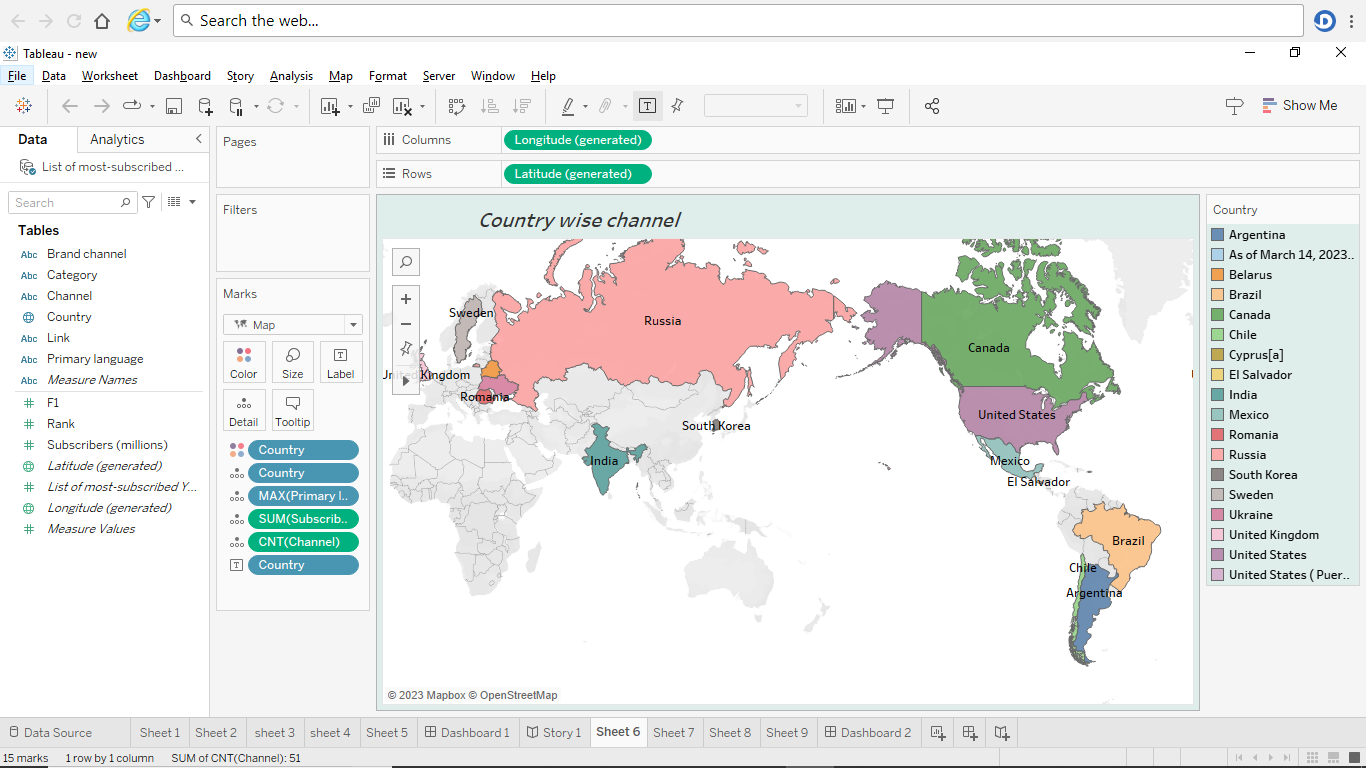 Search the web...
Tableau - new
File Data Worksheet Dashboard Story Analysis Map Format Server Window Help
Show Me
Data Analytics
List of most-subscribed ...
Search
Tables
Abc Brand channel
Abc Category
Abc Channel
Country
Abc Link
Abc Primary language
Abc Measure Names
F1
Rank
Subscribers (millions)
Latitude (generated)
List of most-subscribed Y...
Longitude (generated)
Measure Values
Pages
Filters
Marks
Map
Color Size Label
Detail Tooltip
Country
Country
MAX(Primary l..
SUM(Subscrib..
CNT(Channel)
Country
Columns Longitude (generated)
Rows Latitude (generated)
Country wise channel
Sweden
Russia
Canada
Kingdom
Romania
United States
South Korea
India
Mexico
El Salvador
Brazil
Chile
Argentina
© 2023 Mapbox © OpenStreetMap
Country
Argentina
As of March 14, 2023..
Belarus
Brazil
Canada
Chile
Cyprus[a]
El Salvador
India
Mexico
Romania
Russia
South Korea
Sweden
Ukraine
United Kingdom
United States
United States ( Puer..
Data Source Sheet 1 Sheet 2 sheet 3 sheet 4 Sheet 5 Dashboard 1 Story 1 Sheet 6 Sheet 7 Sheet 8 Sheet 9 Dashboard 2
15 marks 1 row by 1 column SUM of CNT(Channel): 51